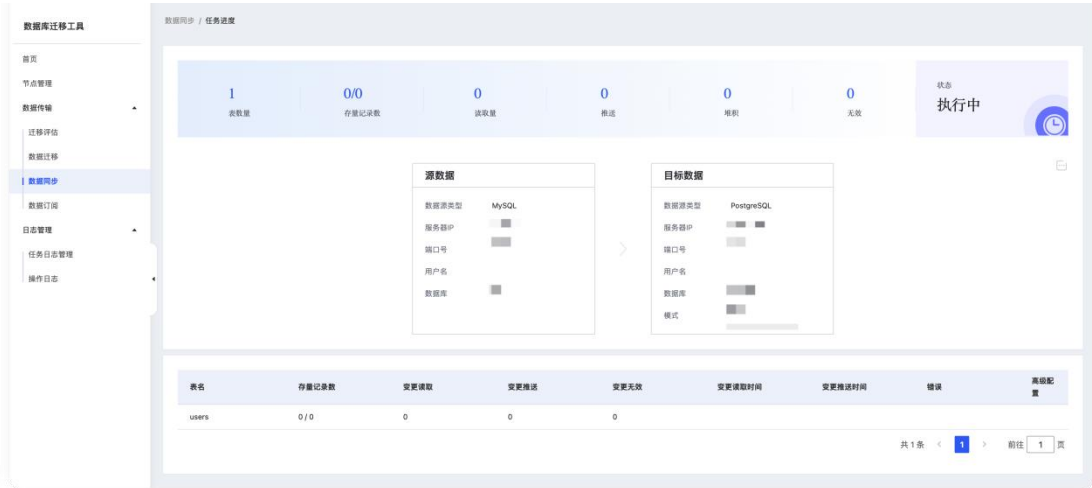 数据库迁移工具
数据同步 / 任务进度
首页
节点管理
数据传输
迁移评估
数据迁移
数据同步
数据订阅
日志管理
任务日志管理
操作日志
1 0/0 0 0 0 0
表数量 存量记录数 读取量 推送 堆积 无效
状态
执行中
源数据
数据源类型 MySQL
服务器IP
端口号
用户名
数据库
目标数据
数据源类型 PostgreSQL
服务器IP
端口号
用户名
数据库
模式
表名 存量记录数 变更读取 变更推送 变更无效 变更读取时间 变更推送时间 错误 高级配
置
users 0 / 0 0 0 0
共 1 条 < 1 > 前往 1 页